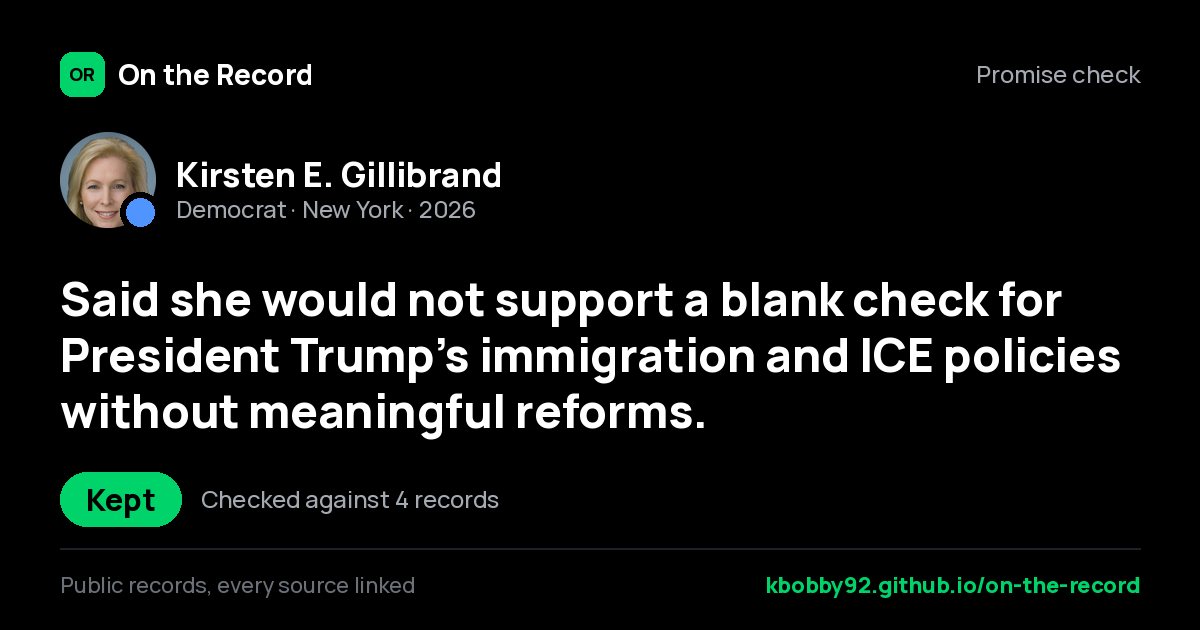 OR On the Record
Promise check
Kirsten E. Gillibrand
Democrat · New York · 2026
Said she would not support a blank check for
President Trump’s immigration and ICE policies
without meaningful reforms.
Kept Checked against 4 records
Public records, every source linked
kbobby92.github.io/on-the-record